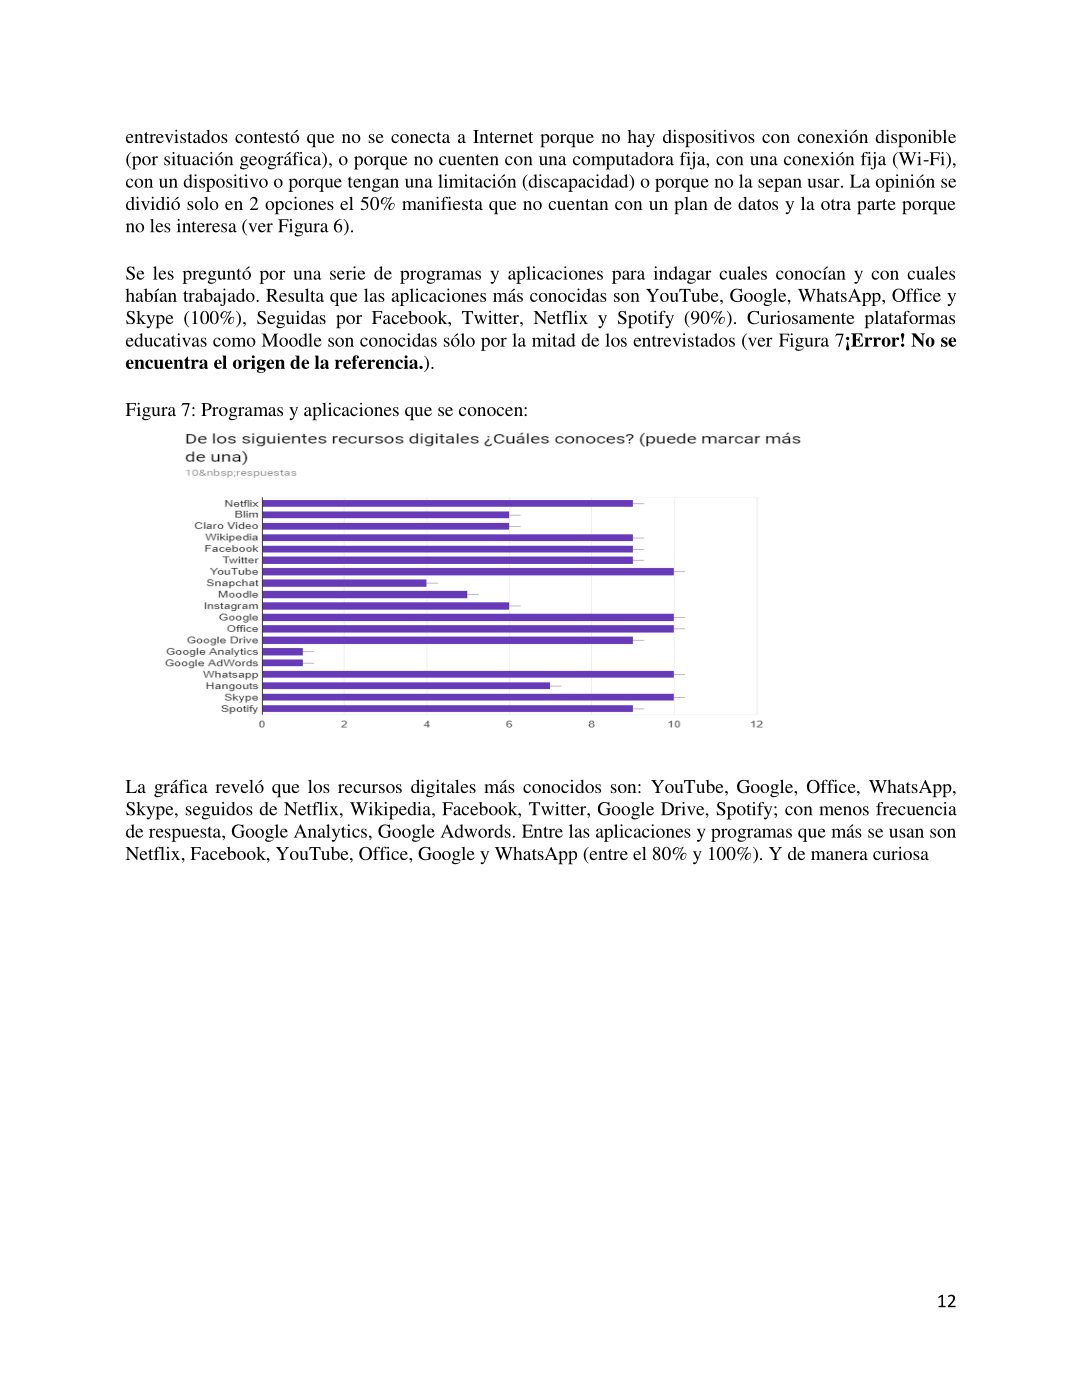 entrevistados contestó que no se conecta a Internet porque no hay dispositivos con conexión disponible
(por situación geográfica), o porque no cuenten con una computadora fija, con una conexión fija (Wi-Fi),
con un dispositivo o porque tengan una limitación (discapacidad) o porque no la sepan usar. La opinión se
dividió solo en 2 opciones el 50% manifiesta que no cuentan con un plan de datos y la otra parte porque
no les interesa (ver Figura 6).
Se les preguntó por una serie de programas y aplicaciones para indagar cuales conocían y con cuales
habían trabajado. Resulta que las aplicaciones más conocidas son YouTube, Google, WhatsApp, Office y
Skype (100%), Seguidas por Facebook, Twitter, Netflix y Spotify (90%). Curiosamente plataformas
educativas como Moodle son conocidas sólo por la mitad de los entrevistados (ver Figura 7¡Error! No se
encuentra el origen de la referencia.).
Figura 7: Programas y aplicaciones que se conocen:
De los siguientes recursos digitales ¿Cuáles conoces? (puede marcar más
de una)
10&nbsp;respuestas
Netflix
Blim
Claro Video
Wikipedia
Facebook
Twitter
YouTube
Snapchat
Moodle
Instagram
Google
Office
Google Drive
Google Analytics
Google AdWords
Whatsapp
Hangouts
Skype
Spotify
0 2 4 6 8 10 12
La gráfica reveló que los recursos digitales más conocidos son: YouTube, Google, Office, WhatsApp,
Skype, seguidos de Netflix, Wikipedia, Facebook, Twitter, Google Drive, Spotify; con menos frecuencia
de respuesta, Google Analytics, Google Adwords. Entre las aplicaciones y programas que más se usan son
Netflix, Facebook, YouTube, Office, Google y WhatsApp (entre el 80% y 100%). Y de manera curiosa
12